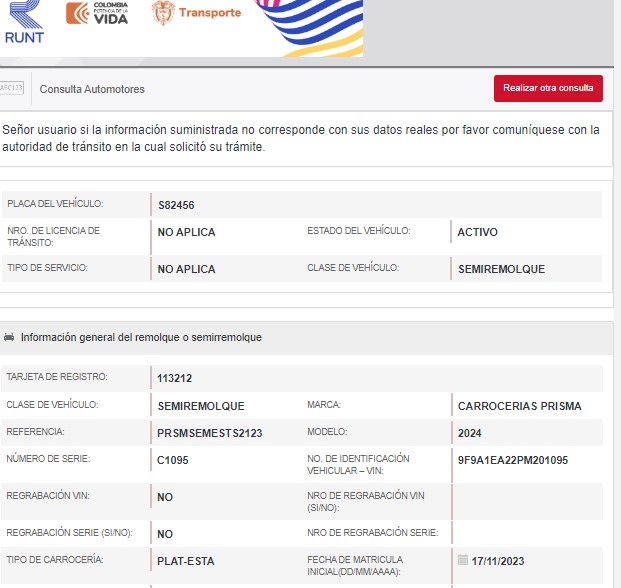 RUNT
COLOMBIA
POTENCIA DE LA
VIDA
Transporte
Consulta Automotores
Realizar otra consulta
Señor usuario si la información suministrada no corresponde con sus datos reales por favor comuníquese con la
autoridad de tránsito en la cual solicitó su trámite.
PLACA DEL VEHÍCULO: S82456
NRO. DE LICENCIA DE
TRÁNSITO: NO APLICA ESTADO DEL VEHÍCULO: ACTIVO
TIPO DE SERVICIO: NO APLICA CLASE DE VEHÍCULO: SEMIREMOLQUE
Información general del remolque o semirremolque
TARJETA DE REGISTRO: 113212
CLASE DE VEHÍCULO: SEMIREMOLQUE MARCA: CARROCERIAS PRISMA
REFERENCIA: PRSMSEMESTS2123 MODELO: 2024
NÚMERO DE SERIE: C1095 NO. DE IDENTIFICACIÓN
VEHICULAR – VIN: 9F9A1EA22PM201095
REGRABACIÓN VIN: NO NRO DE REGRABACIÓN VIN
(SI/NO):
REGRABACIÓN SERIE (SI/NO): NO NRO DE REGRABACIÓN SERIE:
TIPO DE CARROCERÍA: PLAT-ESTA FECHA DE MATRICULA
INICIAL(DD/MM/AAAA): 17/11/2023